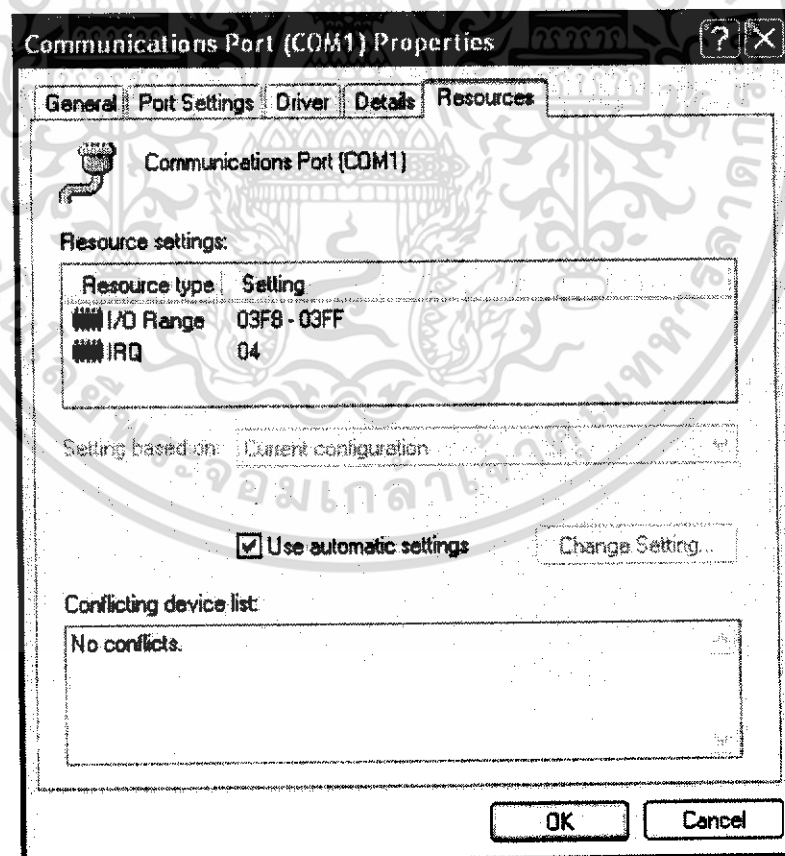 Communications Port (COM1) Properties
General Port Settings Driver Details Resources
Communications Port (COM1)
Resource settings:
Resource type Setting
I/O Range 03F8 - 03FF
IRQ 04
Setting based on: Current configuration
Use automatic settings Change Setting...
Conflicting device list:
No conflicts.
OK Cancel